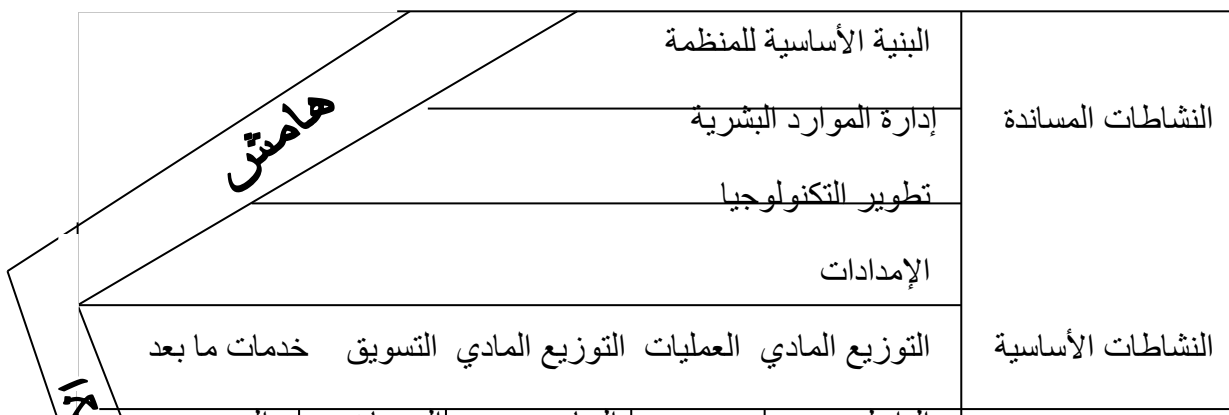 البنية الأساسية للمنظمة
النشاطات المساندة
إدارة الموارد البشرية
تطوير التكنولوجيا
الإمدادات
هامش
النشاطات الأساسية
التوزيع المادي العمليات التوزيع المادي التسويق خدمات ما بعد